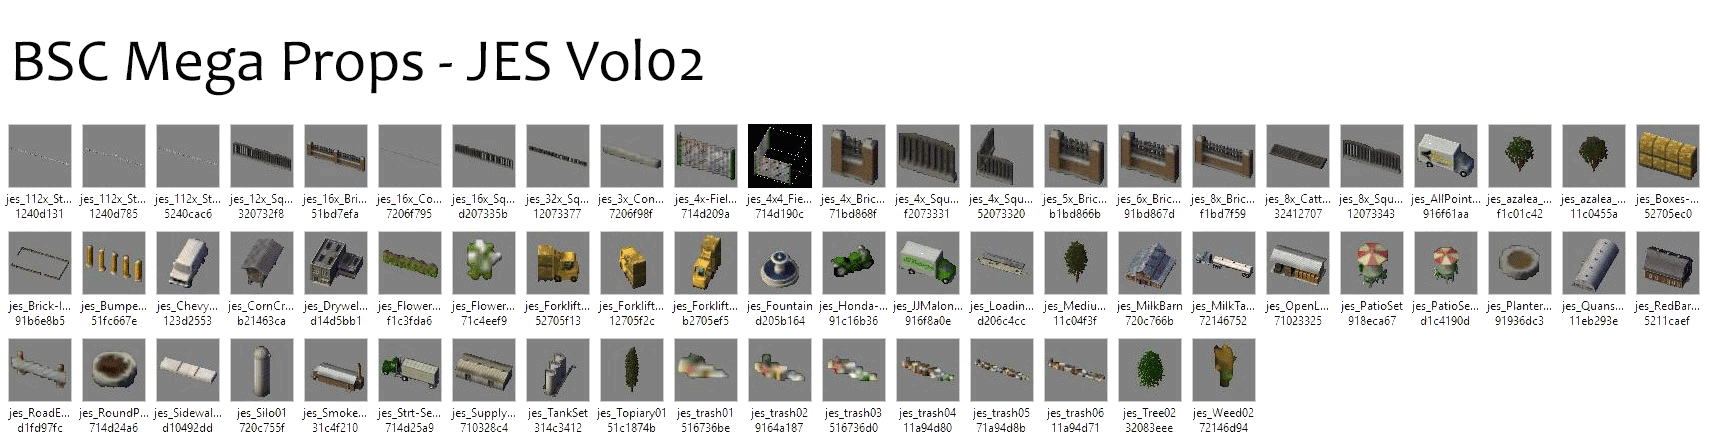 BSC Mega Props - JES Vol02
jes_112x_St... jes_112x_St... jes_112x_St... jes_12x_Sq... jes_16x_Bri... jes_16x_Co... jes_16x_Sq... jes_32x_Sq... jes_3x_Con... jes_4x-Fiel... jes_4x4_Fie... jes_4x_Bric... jes_4x_Squ... jes_4x_Squ... jes_5x_Bric... jes_6x_Bric... jes_8x_Bric... jes_8x_Catt... jes_8x_Squ... jes_AllPoint... jes_azalea_... jes_azalea_... jes_Boxes-...
1240d131 1240d785 5240cac6 320732f8 51bd7efa 7206f795 d207335b 12073377 7206f98f 714d209a 714d190c 71bd868f f2073331 52073320 b1bd866b 91bd867d f1bd7f59 32412707 12073343 916f61aa f1c01c42 11c0455a 52705ec0
jes_Brick-l... jes_Bumpe... jes_Chevy... jes_CornCr... jes_Drywel... jes_Flower... jes_Flower... jes_Forklift... jes_Forklift... jes_Forklift... jes_Fountain jes_Honda-... jes_JJMalon... jes_Loadin... jes_Mediu... jes_MilkBarn jes_MilkTa... jes_OpenL... jes_PatioSet jes_PatioSe... jes_Planter... jes_Quans... jes_RedBar...
91b6e8b5 51fc667e 123d2553 b21463ca d14d5bb1 f1c3fda6 71c4eef9 52705f13 12705f2c b2705ef5 d205b164 91c16b36 916f8a0e d206c4cc 11c04f3f 720c766b 72146752 71023325 918eca67 d1c4190d 91936dc3 11eb293e 5211caef
jes_RoadE... jes_RoundP... jes_Sidewal... jes_Silo01 jes_Smoke... jes_Strt-Se... jes_Supply... jes_TankSet jes_Topiary01 jes_trash01 jes_trash02 jes_trash03 jes_trash04 jes_trash05 jes_trash06 jes_Tree02 jes_Weed02
d1fd97fc 714d24a6 d10492dd 720c755f 31c4f210 714d25a9 710328c4 314c3412 51c1874b 516736be 9164a187 516736d0 11a94d80 71a94d8b 11a94d71 32083eee 72146d94